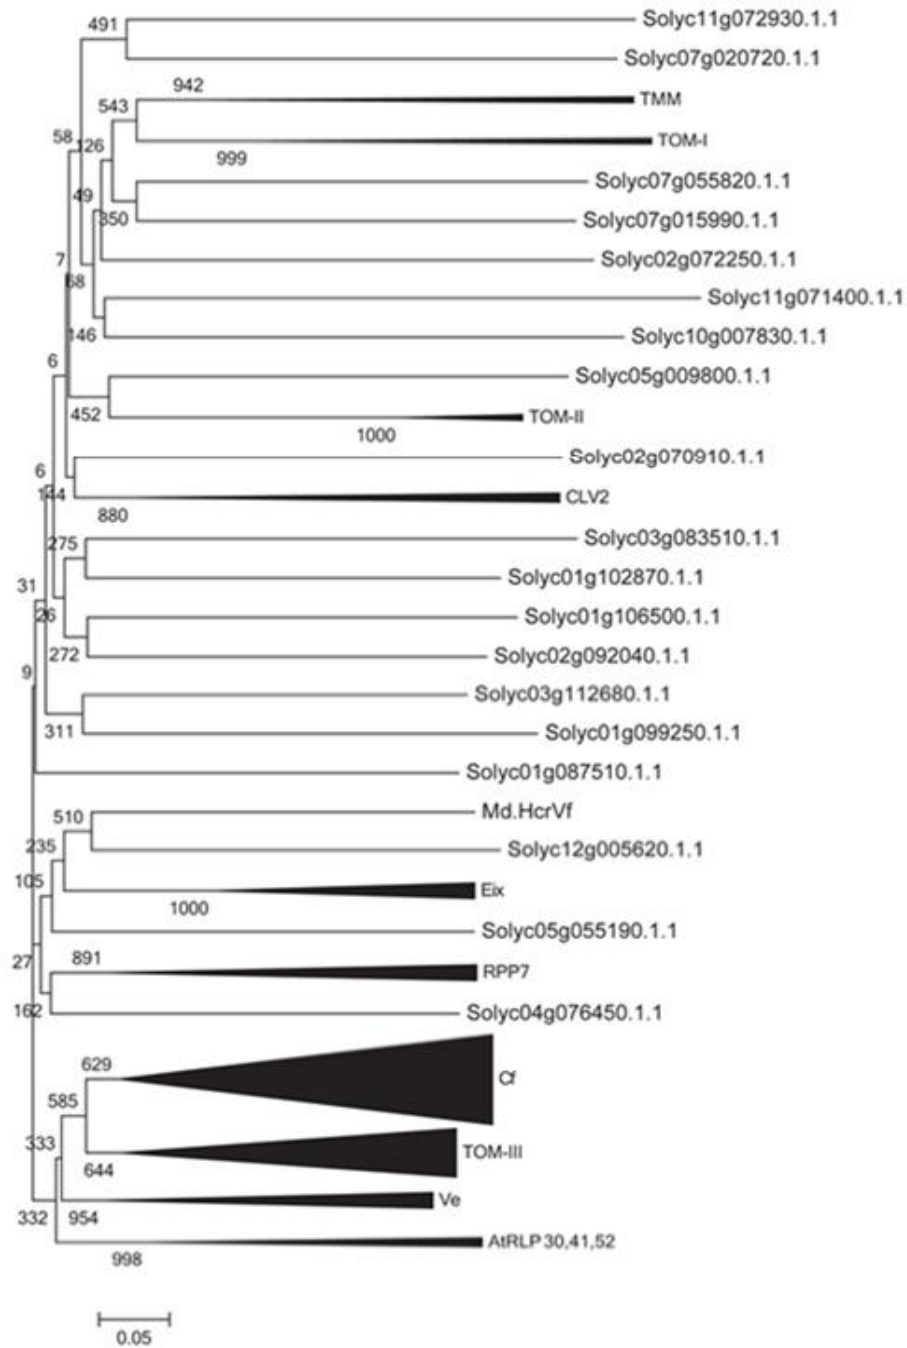 491
Solyc11g072930.1.1
Solyc07g020720.1.1
942
TMM
543
58
126
TOM-I
999
Solyc07g055820.1.1
49
350
Solyc07g015990.1.1
7
Solyc02g072250.1.1
68
Solyc11g071400.1.1
146
Solyc10g007830.1.1
6
Solyc05g009800.1.1
452
TOM-II
1000
Solyc02g070910.1.1
6
144
CLV2
880
275
Solyc03g083510.1.1
31
Solyc01g102870.1.1
26
Solyc01g106500.1.1
272
Solyc02g092040.1.1
9
Solyc03g112680.1.1
311
Solyc01g099250.1.1
Solyc01g087510.1.1
510
Md.HcrVf
235
Solyc12g005620.1.1
105
Eix
1000
Solyc05g055190.1.1
27
891
RPP7
162
Solyc04g076450.1.1
629
Cf
585
333
TOM-III
644
Ve
332
954
AtRLP 30,41,52
998
0.05